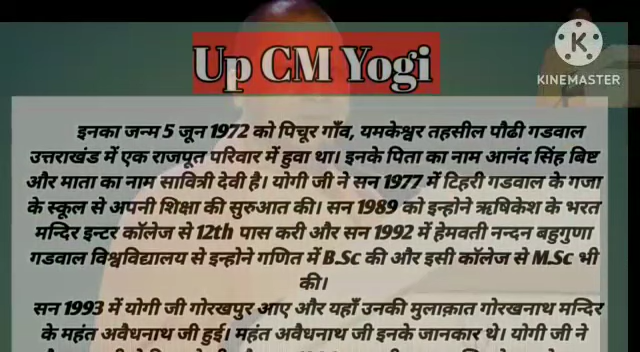 Up CM Yogi
KINEMASTER
इनका जन्म 5 जून 1972 को पिचूर गाँव, यमकेश्वर तहसील पौढी गडवाल
उत्तराखंड में एक राजपूत परिवार में हुवा था। इनके पिता का नाम आनंद सिंह बिष्ट
और माता का नाम सावित्री देवी है। योगी जी ने सन 1977 में टिहरी गडवाल के गजा
के स्कूल से अपनी शिक्षा की सुरुआत की। सन 1989 को इन्होने ऋषिकेश के भरत
मन्दिर इन्टर कॉलेज से 12th पास करी और सन 1992 में हेमवती नन्दन बहुगुणा
गडवाल विश्वविद्यालय से इन्होने गणित में B.Sc की और इसी कॉलेज से M.Sc भी
की।
सन 1993 में योगी जी गोरखपुर आए और यहाँ उनकी मुलाक़ात गोरखनाथ मन्दिर
के महंत अवैधनाथ जी हुई। महंत अवैधनाथ जी इनके जानकार थे। योगी जी ने